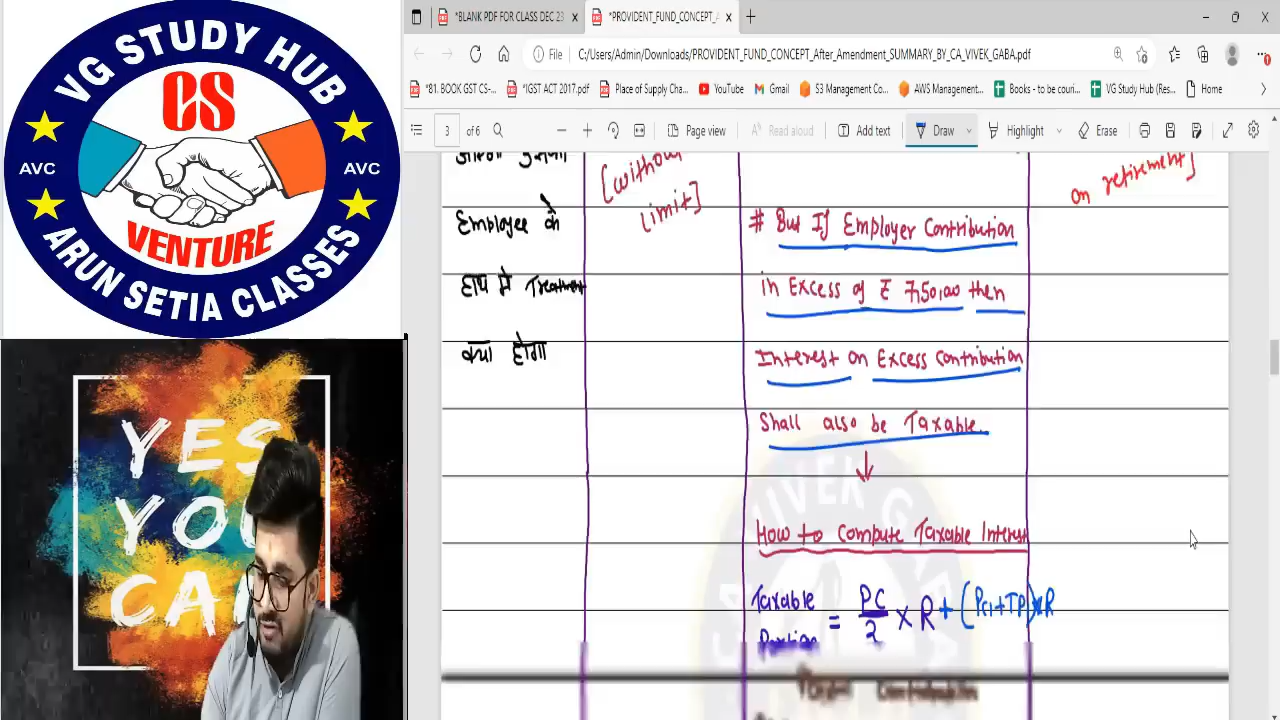 VG STUDY HUB
CS
AVC
AVC
VENTURE
ARUN SETIA CLASSES
YES
YOU
CAN
*BLANK PDF FOR CLASS DEC 23
*PROVIDENT_FUND_CONCEPT_A
File
C:/Users/Admin/Downloads/PROVIDENT_FUND_CONCEPT_After_Amendment_SUMMARY_BY_CA_VIVEK_GABA.pdf
*81. BOOK GST CS-...
*IGST ACT 2017.pdf
Place of Supply Cha...
YouTube
Gmail
S3 Management Co...
AWS Management...
Books - to be couri...
VG Study Hub (Res...
Home
3 of 6
Page view
Read aloud
Add text
Draw
Highlight
Erase
[without
limit]
on retirement]
Employee के
हाथ मे Treatment
क्या होगा
# But If Employer Contribution
in Excess of ₹ 7,50,000 then
Interest on Excess Contribution
Shall also be Taxable.
How to Compute Taxable Interest
Taxable
Portion
= PC/2 × R + (PC1+TP)×R
Contribution